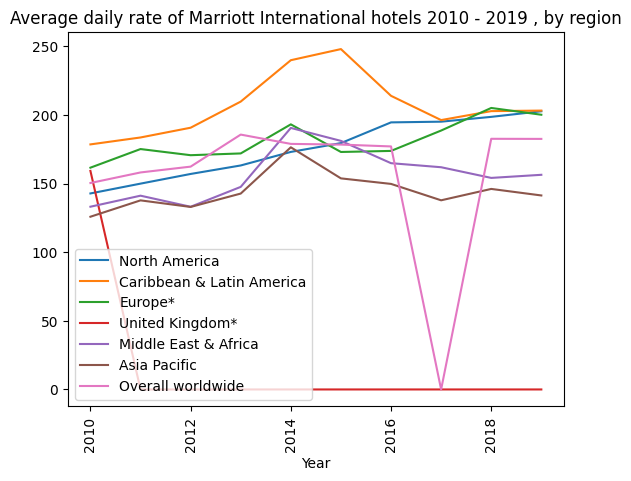 Average daily rate of Marriott International hotels 2010 - 2019 , by region
250
200
150
100
50
0
North America
Caribbean & Latin America
Europe*
United Kingdom*
Middle East & Africa
Asia Pacific
Overall worldwide
2010
2012
2014
2016
2018
Year